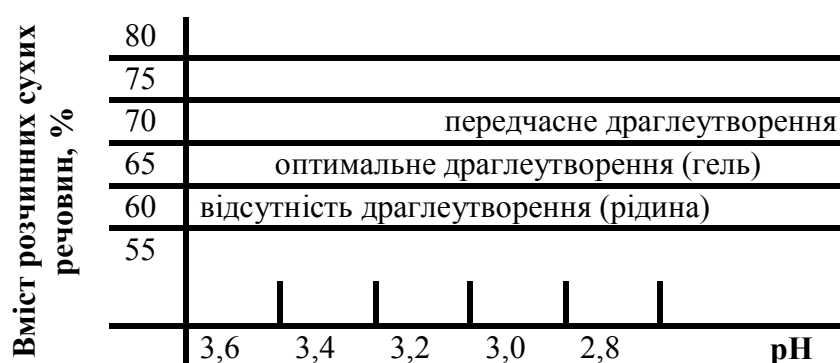 Вміст розчинних сухих
речовин, %
80
75
70 передчасне драглеутворення
65 оптимальне драглеутворення (гель)
60 відсутність драглеутворення (рідина)
55
3,6 3,4 3,2 3,0 2,8 pH